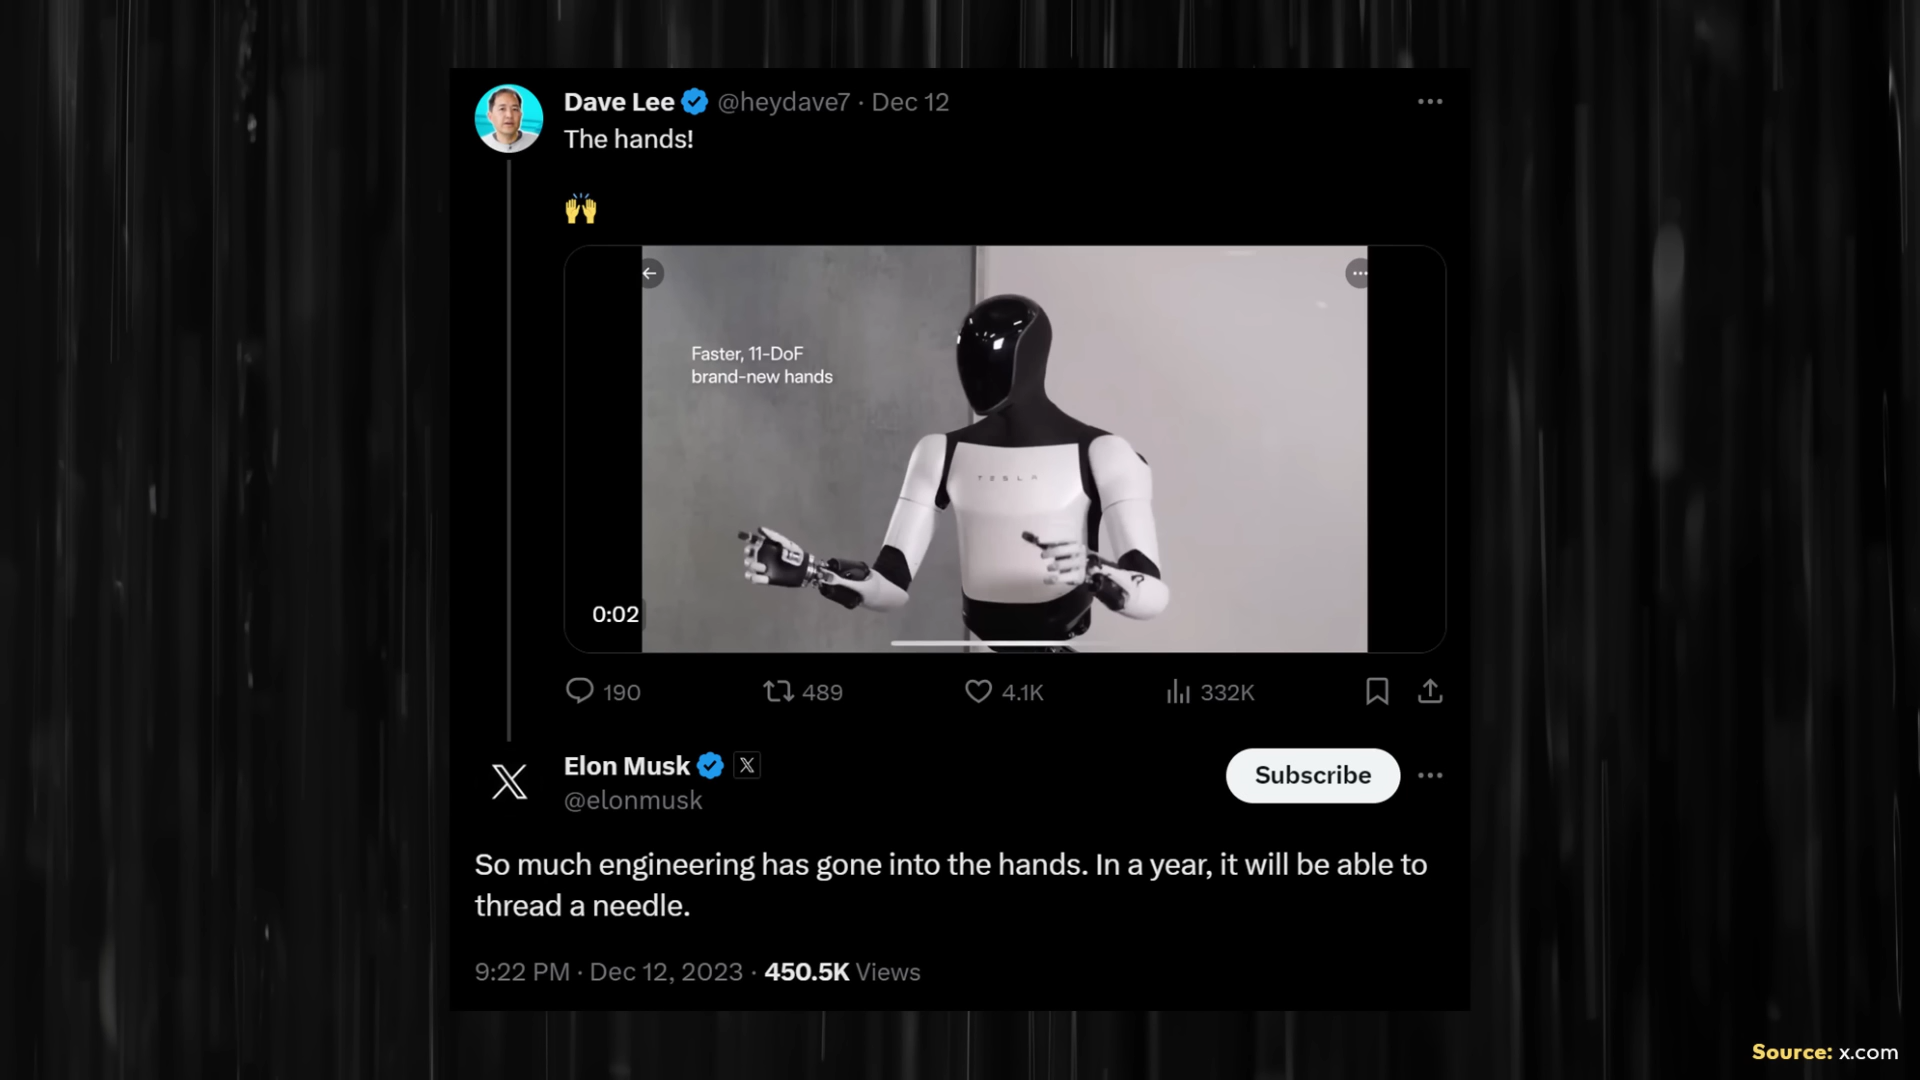 Dave Lee @heydave7 · Dec 12
The hands!
🙌
Faster, 11-DoF
brand-new hands
TESLA
0:02
190 489 4.1K 332K
Elon Musk X
@elonmusk
Subscribe
So much engineering has gone into the hands. In a year, it will be able to
thread a needle.
9:22 PM · Dec 12, 2023 · 450.5K Views
Source: x.com